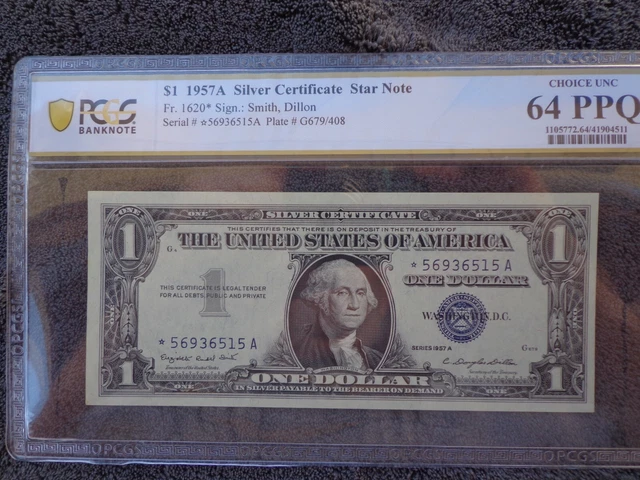 $1 1957A Silver Certificate Star Note
CHOICE UNC
PCGS
BANKNOTE
Fr. 1620* Sign.: Smith, Dillon
64 PPQ
Serial # ☆56936515A Plate # G679/408
1105772.64/41904511
ONE SILVER CERTIFICATE ONE
THIS CERTIFIES THAT THERE IS ON DEPOSIT IN THE TREASURY OF
THE UNITED STATES OF AMERICA
1 1
* 56936515 A
ONE DOLLAR
1
THIS CERTIFICATE IS LEGAL TENDER
FOR ALL DEBTS, PUBLIC AND PRIVATE
WASHINGTON, D.C.
* 56936515 A
SERIES 1957 A
1 1
ONE DOLLAR
IN SILVER PAYABLE TO THE BEARER ON DEMAND
PCGS